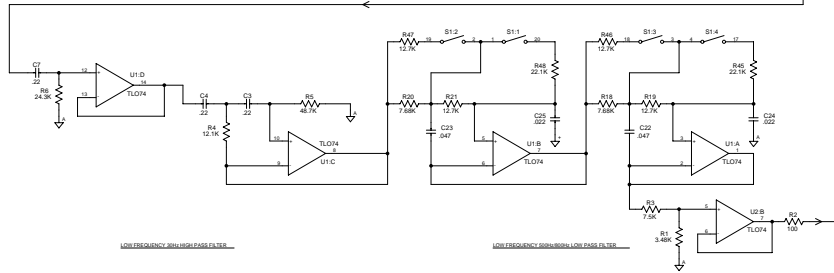 C7
.22
R6
24.3K
A
12
13
14
U1:D
TLO74
C4
.22
C3
.22
R4
12.1K
R5
48.7K
A
10
9
8
TLO74
U1:C
R47
12.7K
19
S1:2
2
1
S1:1
20
R48
22.1K
R20
7.68K
R21
12.7K
C23
.047
C25
.022
5
6
7
U1:B
TLO74
R46
12.7K
18
S1:3
3
4
S1:4
17
R45
22.1K
R18
7.68K
R19
12.7K
C22
.047
C24
.022
A
3
2
1
U1:A
TLO74
R3
7.5K
R1
3.48K
A
5
6
7
U2:B
TLO74
R2
100
LOW FREQUENCY 30Hz HIGH PASS FILTER
LOW FREQUENCY 500Hz/800Hz LOW PASS FILTER